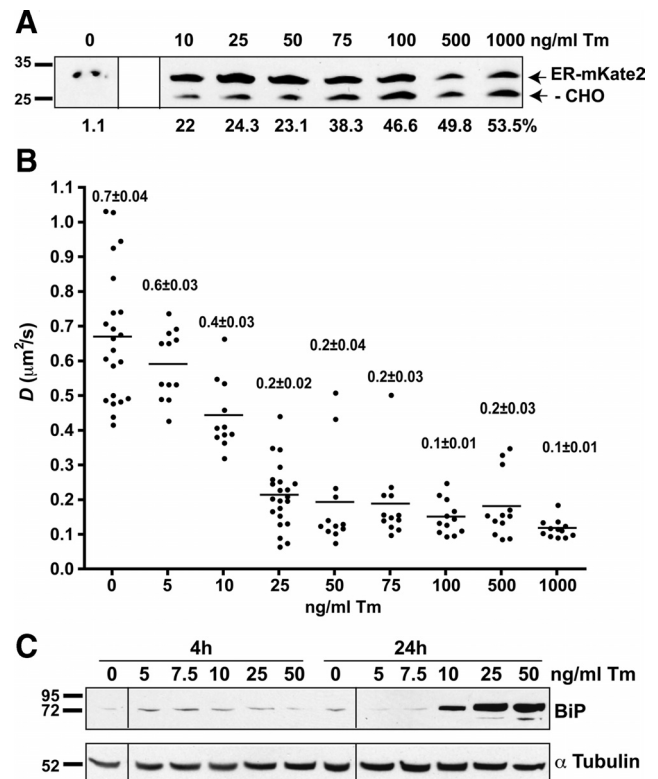 A
0 10 25 50 75 100 500 1000 ng/ml Tm
35
ER-mKate2
25
- CHO
1.1 22 24.3 23.1 38.3 46.6 49.8 53.5%
B
D (μm²/s)
1.1
1.0
0.9
0.8
0.7
0.6
0.5
0.4
0.3
0.2
0.1
0.0
0.7±0.04
0.6±0.03
0.4±0.03
0.2±0.02
0.2±0.04
0.2±0.03
0.1±0.01
0.2±0.03
0.1±0.01
0 5 10 25 50 75 100 500 1000
ng/ml Tm
C
4h 24h
0 5 7.5 10 25 50 0 5 7.5 10 25 50 ng/ml Tm
95
72
BiP
52
α Tubulin